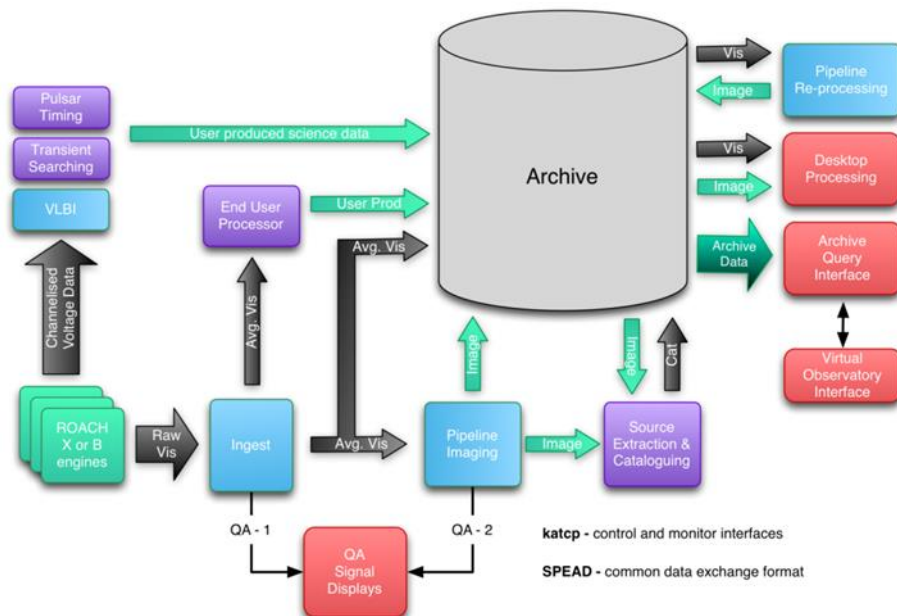 Pulsar
Timing
Transient
Searching
VLBI
User produced science data
Archive
Vis
Image
Pipeline
Re-processing
Vis
Image
Desktop
Processing
Archive
Data
Archive
Query
Interface
Virtual
Observatory
Interface
End User
Processor
User Prod
Avg. Vis
Channelised
Voltage Data
Avg. Vis
Image
Image
Cat
ROACH
X or B
engines
Raw
Vis
Ingest
Avg. Vis
Pipeline
Imaging
Image
Source
Extraction &
Cataloguing
QA - 1
QA - 2
QA
Signal
Displays
katcp - control and monitor interfaces
SPEAD - common data exchange format